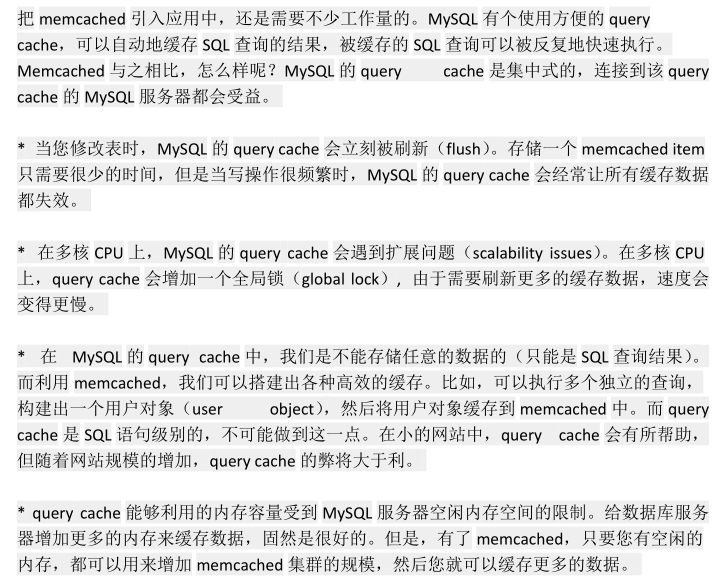 把 memcached 引入应用中，还是需要不少工作量的。MySQL 有个使用方便的 query
cache，可以自动地缓存 SQL 查询的结果，被缓存的 SQL 查询可以被反复地快速执行。
Memcached 与之相比，怎么样呢？MySQL 的 query cache 是集中式的，连接到该 query
cache 的 MySQL 服务器都会受益。
* 当您修改表时，MySQL 的 query cache 会立刻被刷新（flush）。存储一个 memcached item
只需要很少的时间，但是当写操作很频繁时，MySQL 的 query cache 会经常让所有缓存数据
都失效。
* 在多核 CPU 上，MySQL 的 query cache 会遇到扩展问题（scalability issues）。在多核 CPU
上，query cache 会增加一个全局锁（global lock）, 由于需要刷新更多的缓存数据，速度会
变得更慢。
* 在 MySQL 的 query cache 中，我们是不能存储任意的数据的（只能是 SQL 查询结果）。
而利用 memcached，我们可以搭建出各种高效的缓存。比如，可以执行多个独立的查询，
构建出一个用户对象（user object），然后将用户对象缓存到 memcached 中。而 query
cache 是 SQL 语句级别的，不可能做到这一点。在小的网站中，query cache 会有所帮助，
但随着网站规模的增加，query cache 的弊将大于利。
* query cache 能够利用的内存容量受到 MySQL 服务器空闲内存空间的限制。给数据库服务
器增加更多的内存来缓存数据，固然是很好的。但是，有了 memcached，只要您有空闲的
内存，都可以用来增加 memcached 集群的规模，然后您就可以缓存更多的数据。